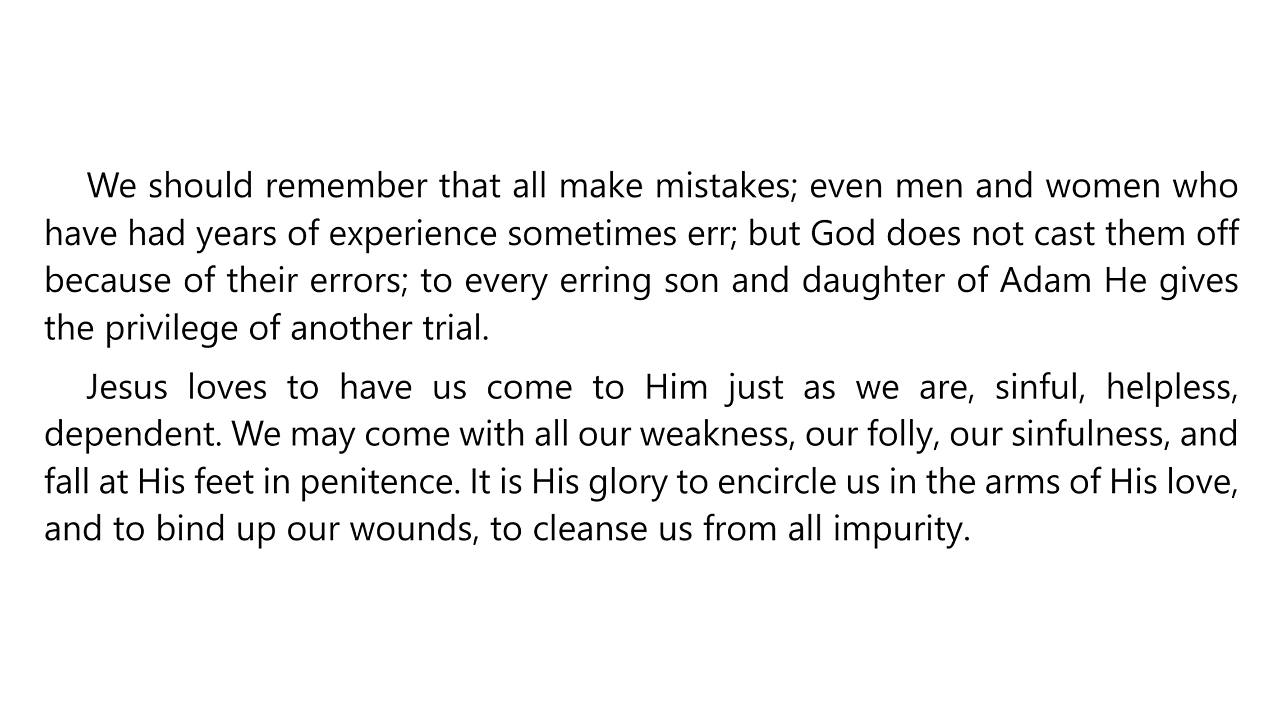 We should remember that all make mistakes; even men and women who
have had years of experience sometimes err; but God does not cast them off
because of their errors; to every erring son and daughter of Adam He gives
the privilege of another trial.
Jesus loves to have us come to Him just as we are, sinful, helpless,
dependent. We may come with all our weakness, our folly, our sinfulness, and
fall at His feet in penitence. It is His glory to encircle us in the arms of His love,
and to bind up our wounds, to cleanse us from all impurity.